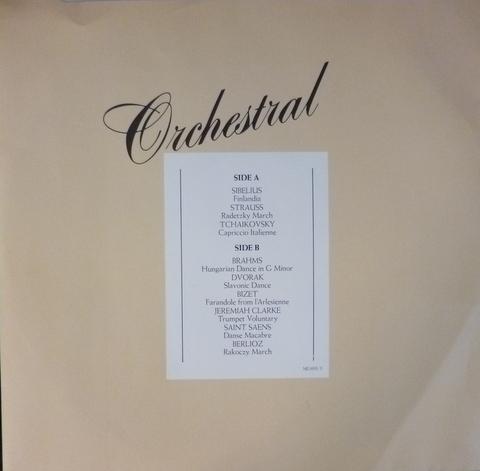 Orchestral
SIDE A
SIBELIUS
Finlandia
STRAUSS
Radetzky March
TCHAIKOVSKY
Capriccio Italienne
SIDE B
BRAHMS
Hungarian Dance in G Minor
DVORAK
Slavonic Dance
BIZET
Farandole from l'Arlesienne
JEREMIAH CLARKE
Trumpet Voluntary
SAINT SAENS
Danse Macabre
BERLIOZ
Rakoczy March